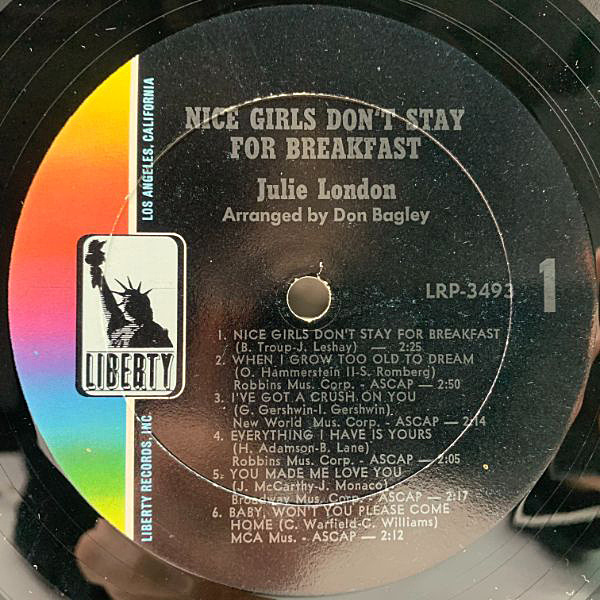 NICE GIRLS DON'T STAY
FOR BREAKFAST
Julie London
Arranged by Don Bagley
LOS ANGELES, CALIFORNIA
LIBERTY
LIBERTY RECORDS, INC.
LRP-3493
1
1. NICE GIRLS DON'T STAY FOR BREAKFAST
(B. Troup-J. Leshay) — 2:25
2. WHEN I GROW TOO OLD TO DREAM
(O. Hammerstein II-S. Romberg)
Robbins Mus. Corp. - ASCAP — 2:50
3. I'VE GOT A CRUSH ON YOU
(G. Gershwin-I. Gershwin)
New World Mus. Corp. - ASCAP — 2:14
4. EVERYTHING I HAVE IS YOURS
(H. Adamson-B. Lane)
Robbins Mus. Corp. - ASCAP — 2:05
5. YOU MADE ME LOVE YOU
(J. McCarthy-J. Monaco)
Broadway Mus. Corp. - ASCAP — 2:17
6. BABY, WON'T YOU PLEASE COME
HOME (C. Warfield-C. Williams)
MCA Mus. - ASCAP — 2:12